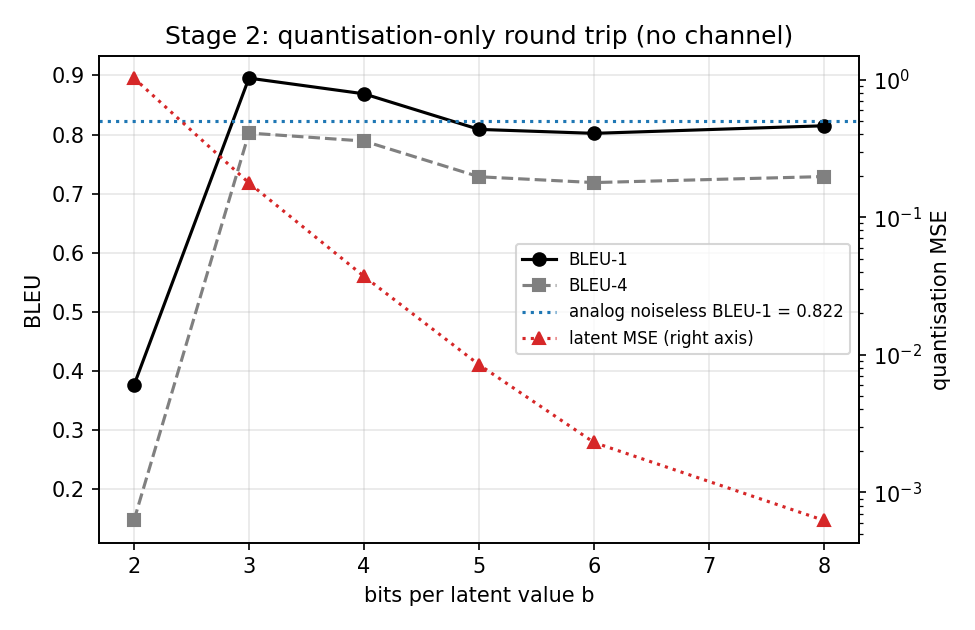 Stage 2: quantisation-only round trip (no channel)
0.9
0.8
0.7
0.6
0.5
0.4
0.3
0.2
BLEU
10⁰
10⁻¹
10⁻²
10⁻³
quantisation MSE
BLEU-1
BLEU-4
analog noiseless BLEU-1 = 0.822
latent MSE (right axis)
2 3 4 5 6 7 8
bits per latent value b